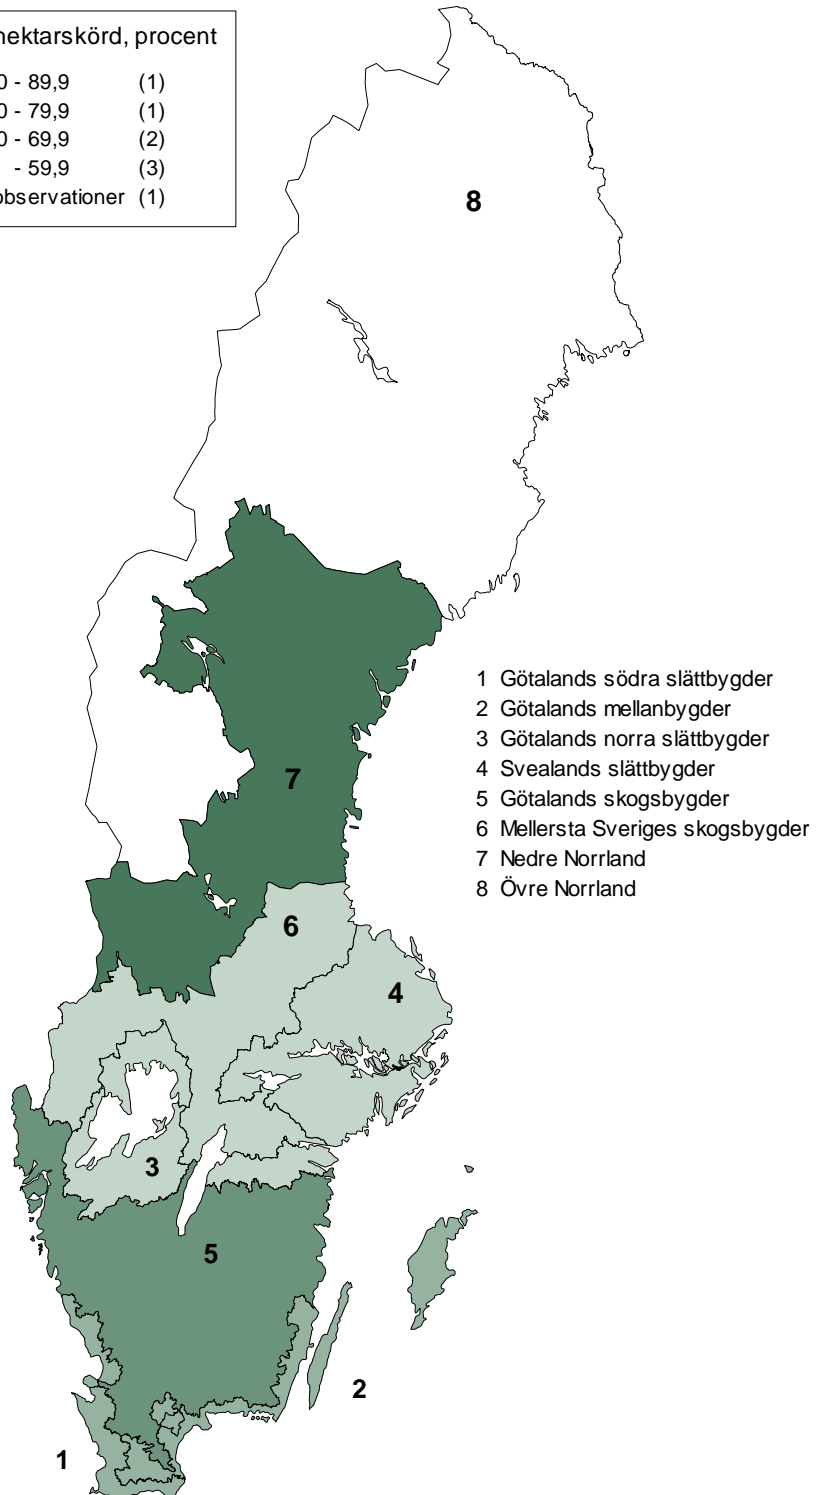 hektarskörd, procent
0 - 89,9 (1)
0 - 79,9 (1)
0 - 69,9 (2)
- 59,9 (3)
observationer (1)
8
1 Götalands södra slättbygder
2 Götalands mellanbygder
3 Götalands norra slättbygder
4 Svealands slättbygder
5 Götalands skogsbygder
6 Mellersta Sveriges skogsbygder
7 Nedre Norrland
8 Övre Norrland
7
6
4
3
5
2
1